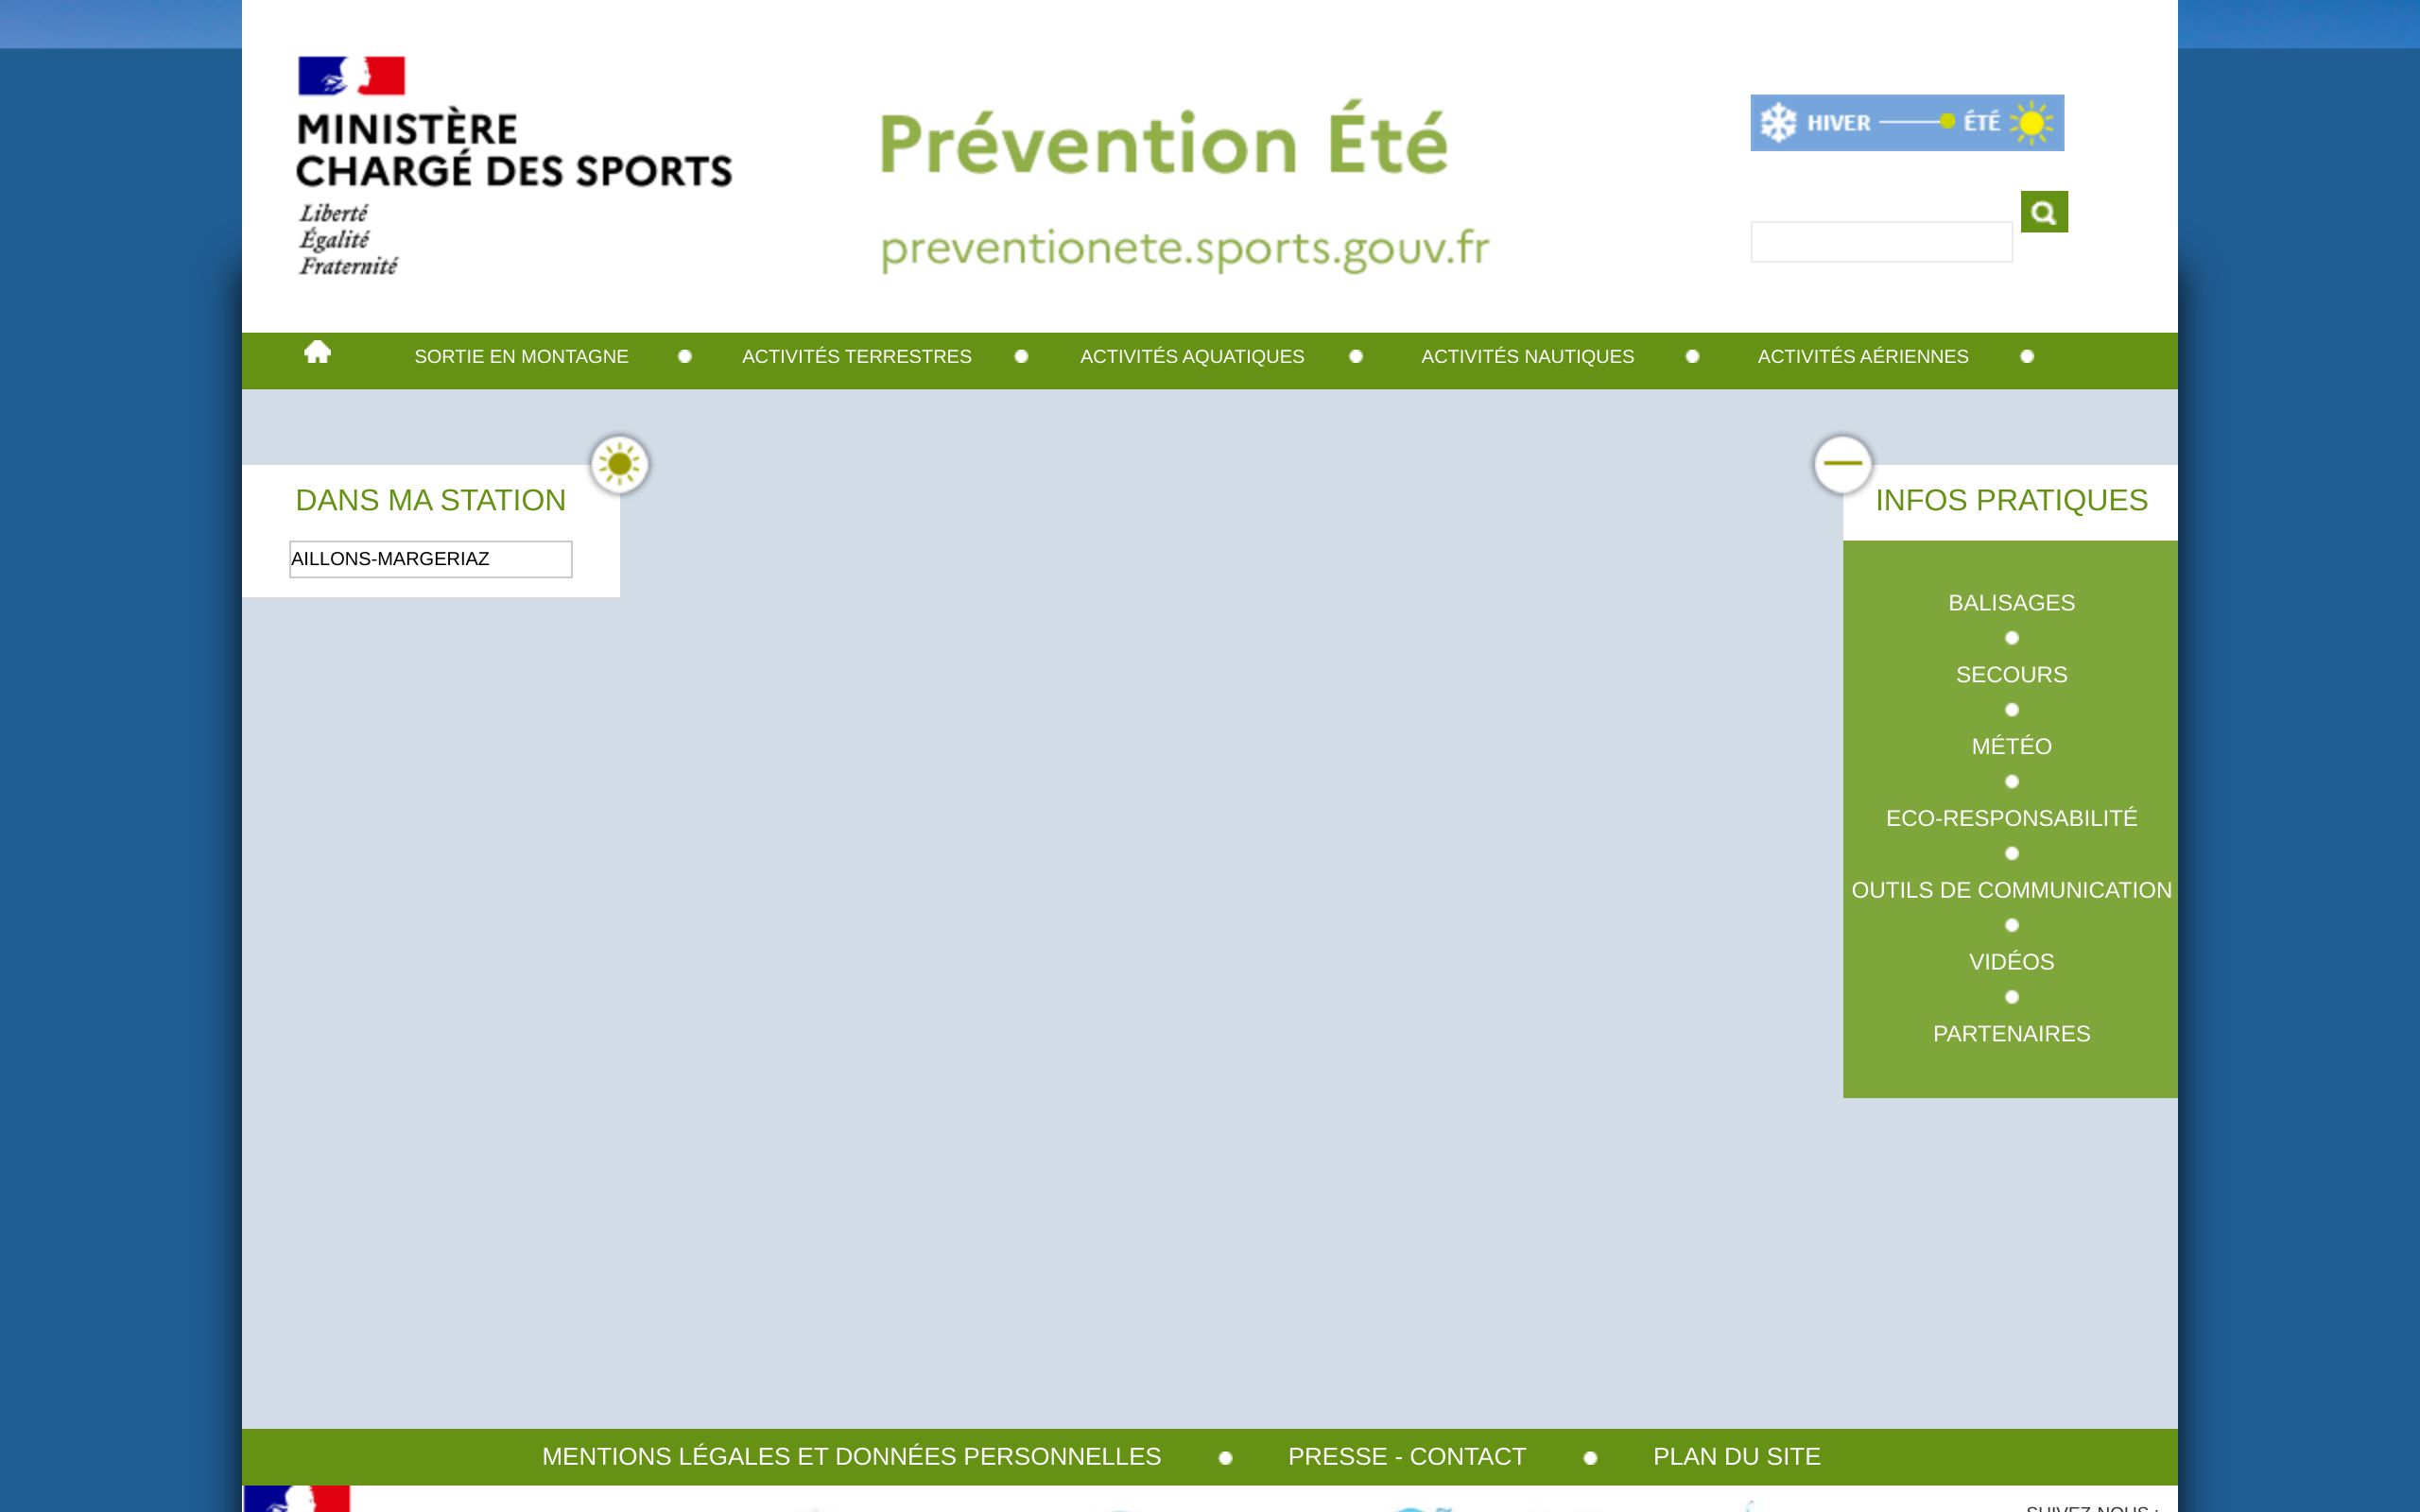 MINISTÈRE
CHARGÉ DES SPORTS
Liberté
Égalité
Fraternité
Prévention Été
preventionete.sports.gouv.fr
HIVER ÉTÉ
SORTIE EN MONTAGNE ACTIVITÉS TERRESTRES ACTIVITÉS AQUATIQUES ACTIVITÉS NAUTIQUES ACTIVITÉS AÉRIENNES
DANS MA STATION
AILLONS-MARGERIAZ
INFOS PRATIQUES
BALISAGES
SECOURS
MÉTÉO
ECO-RESPONSABILITÉ
OUTILS DE COMMUNICATION
VIDÉOS
PARTENAIRES
MENTIONS LÉGALES ET DONNÉES PERSONNELLES PRESSE - CONTACT PLAN DU SITE
SUIVEZ-NOUS :